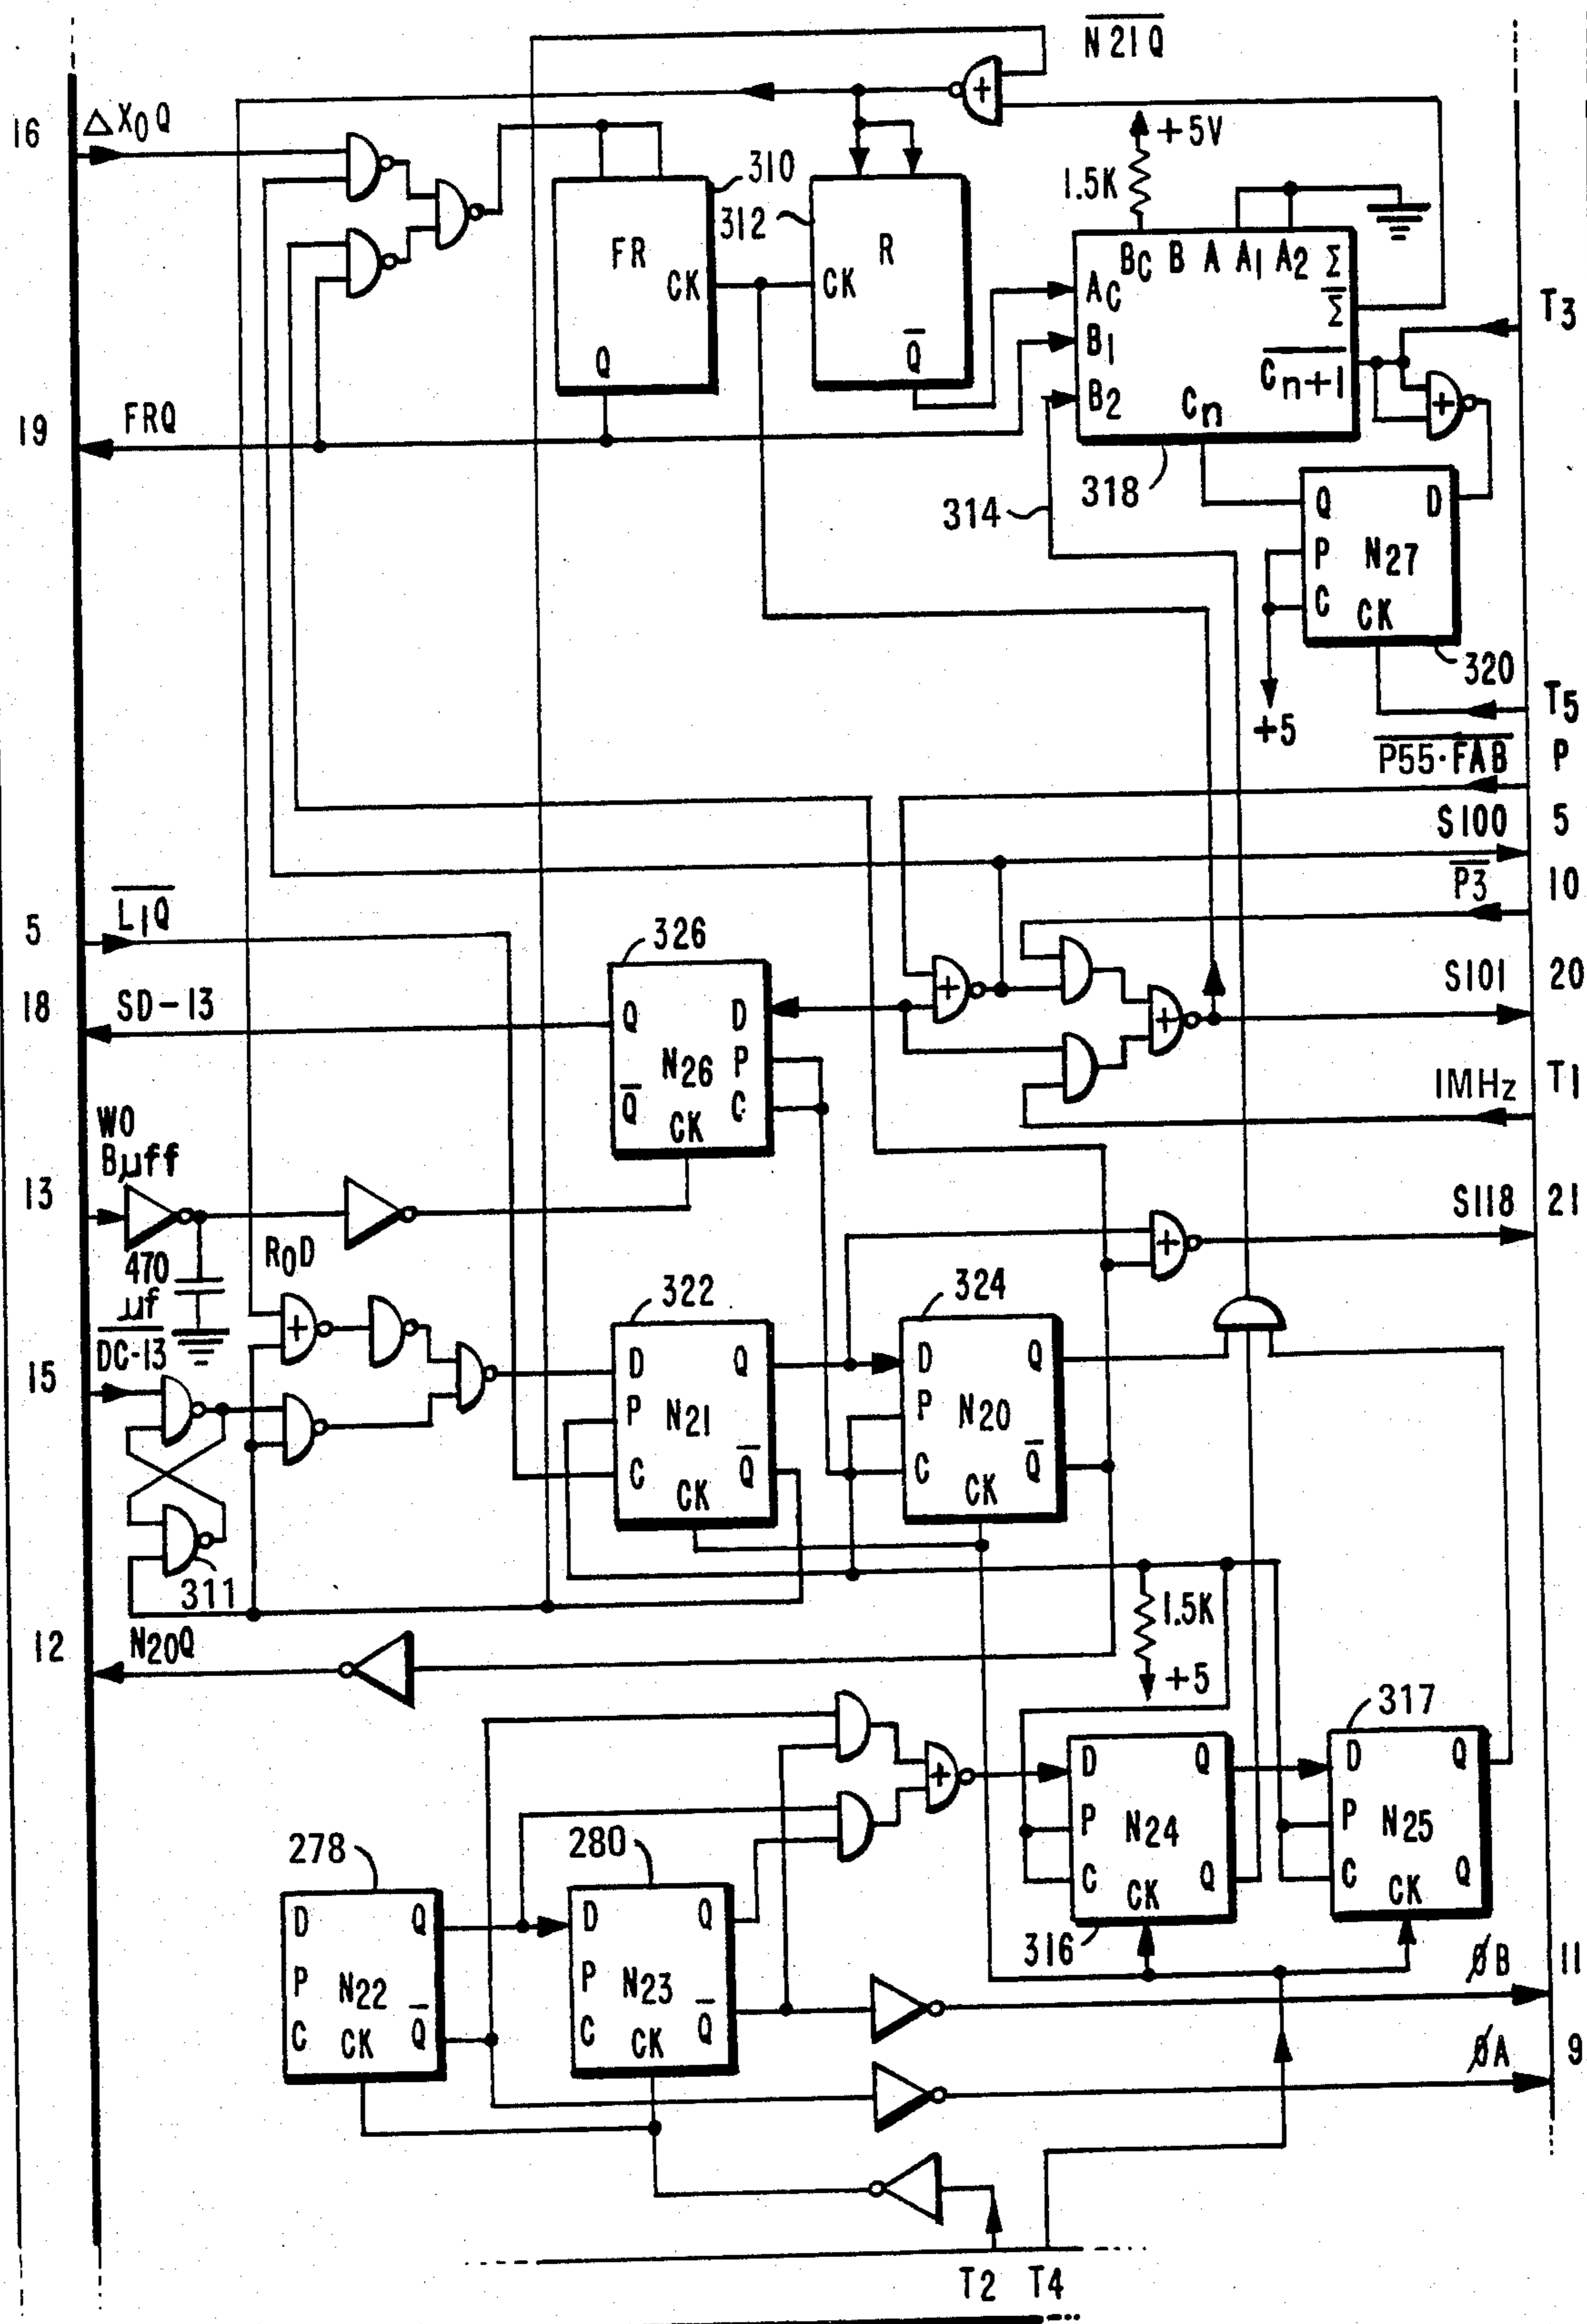 N21Q
16 ΔX0Q
+5V
1.5K
310
312
FR
CK
Q
R
CK
Q
BC B A A1 A2 Σ
AC
Σ
B1
Cn+1
B2
Cn
T3
19 FRQ
314
318
Q D
P N27
C CK
320
+5
T5
P55·FAB P
S100 5
P3 10
5 L1Q
326
18 SD-13
S101 20
Q D
N26 P
Q C
CK
1MHz T1
W0
Bμff
13
S118 21
R0D
470
μf
DC-13
15
322
D Q
P N21
C CK Q
324
D Q
P N20
C CK Q
311
12 N20Q
1.5K
+5
317
D Q
P N24
C CK Q
316
D Q
P N25
C CK Q
278
D Q
P N22
C CK Q
280
D Q
P N23
C CK Q
ØB 11
ØA 9
T2 T4